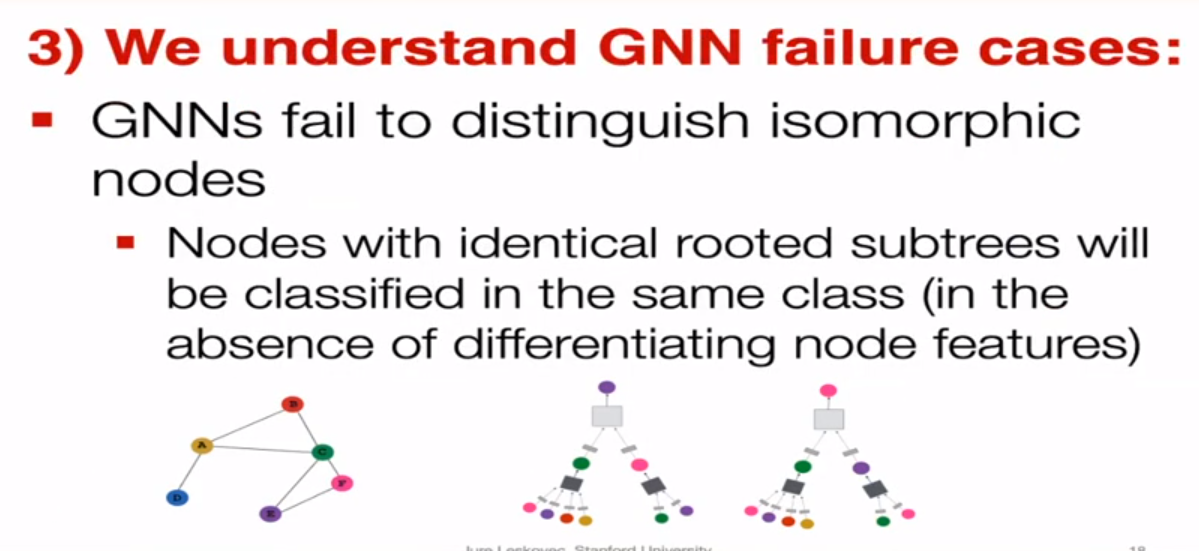 3) We understand GNN failure cases:
GNNs fail to distinguish isomorphic
nodes
Nodes with identical rooted subtrees will
be classified in the same class (in the
absence of differentiating node features)
B
A
C
F
D
E
Jure Leskovec, Stanford University
18